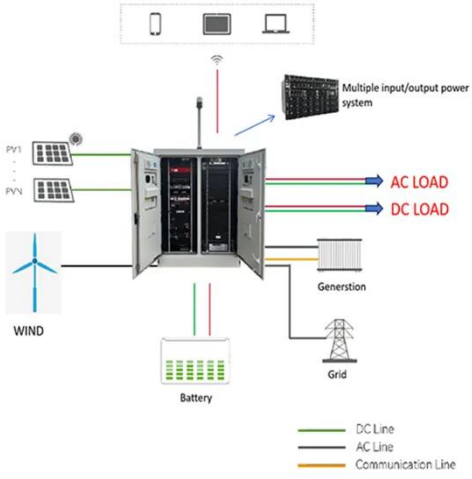 Multiple input/output power
system
PV1
PVN
AC LOAD
DC LOAD
Generstion
WIND
Grid
Battery
DC Line
AC Line
Communication Line